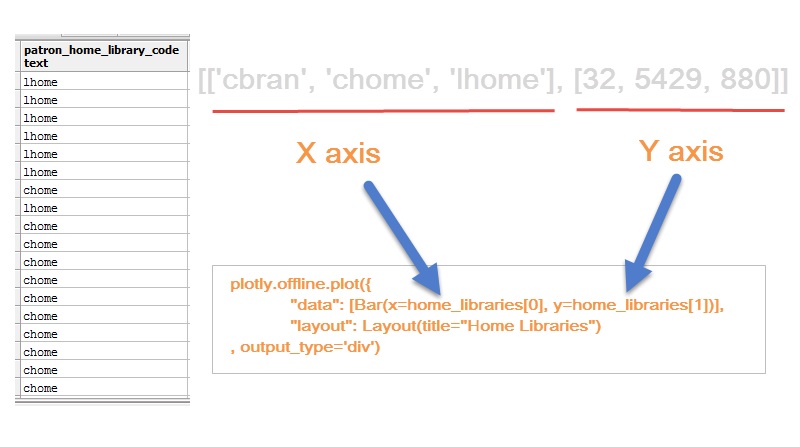 patron_home_library_code
text
lhome
lhome
lhome
lhome
lhome
lhome
chome
lhome
chome
chome
chome
chome
chome
chome
chome
chome
chome
chome
[['cbran', 'chome', 'lhome'], [32, 5429, 880]]
X axis
Y axis
plotly.offline.plot({
"data": [Bar(x=home_libraries[0], y=home_libraries[1])],
"layout": Layout(title="Home Libraries")
, output_type='div')